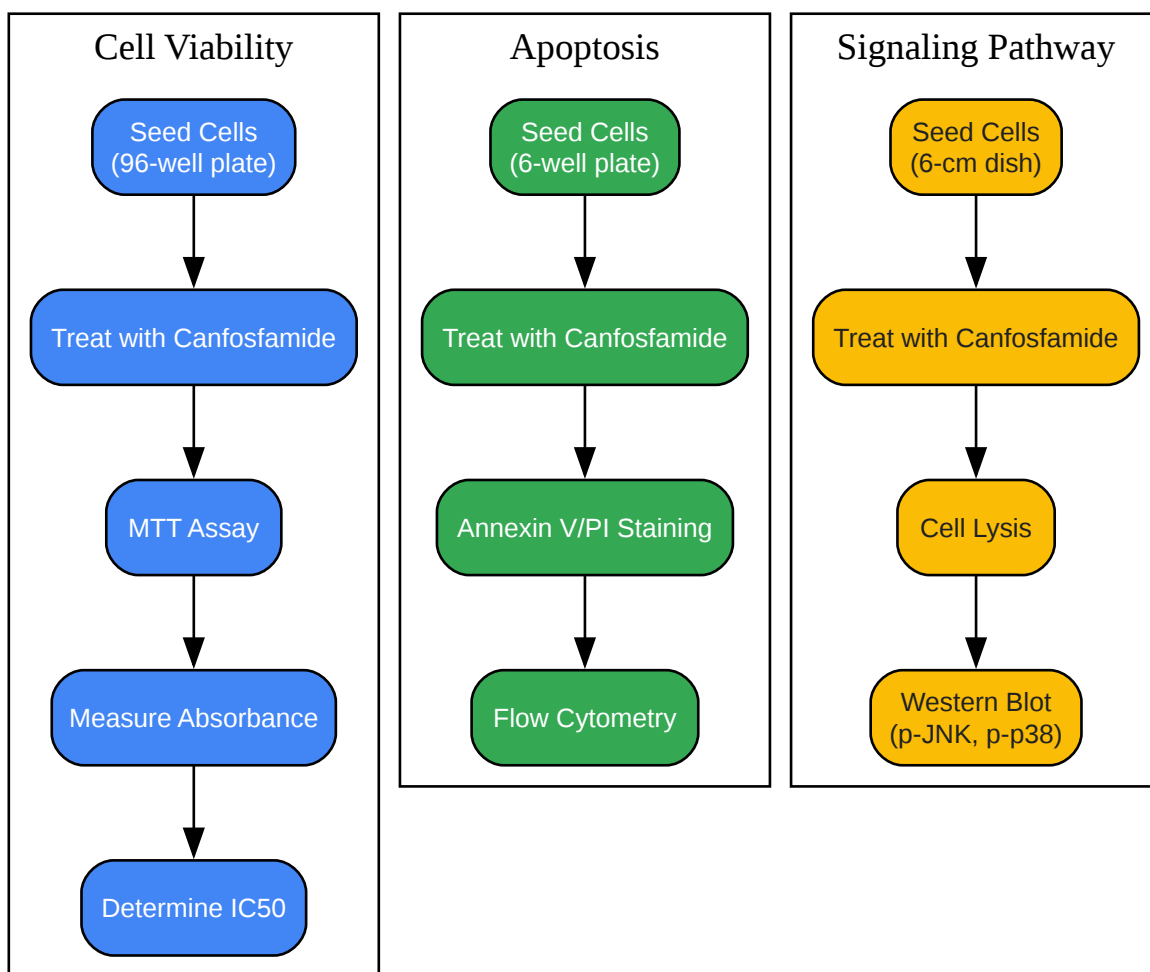 Cell Viability
Seed Cells
(96-well plate)
Treat with Canfosfamide
MTT Assay
Measure Absorbance
Determine IC50
Apoptosis
Seed Cells
(6-well plate)
Treat with Canfosfamide
Annexin V/PI Staining
Flow Cytometry
Signaling Pathway
Seed Cells
(6-cm dish)
Treat with Canfosfamide
Cell Lysis
Western Blot
(p-JNK, p-p38)